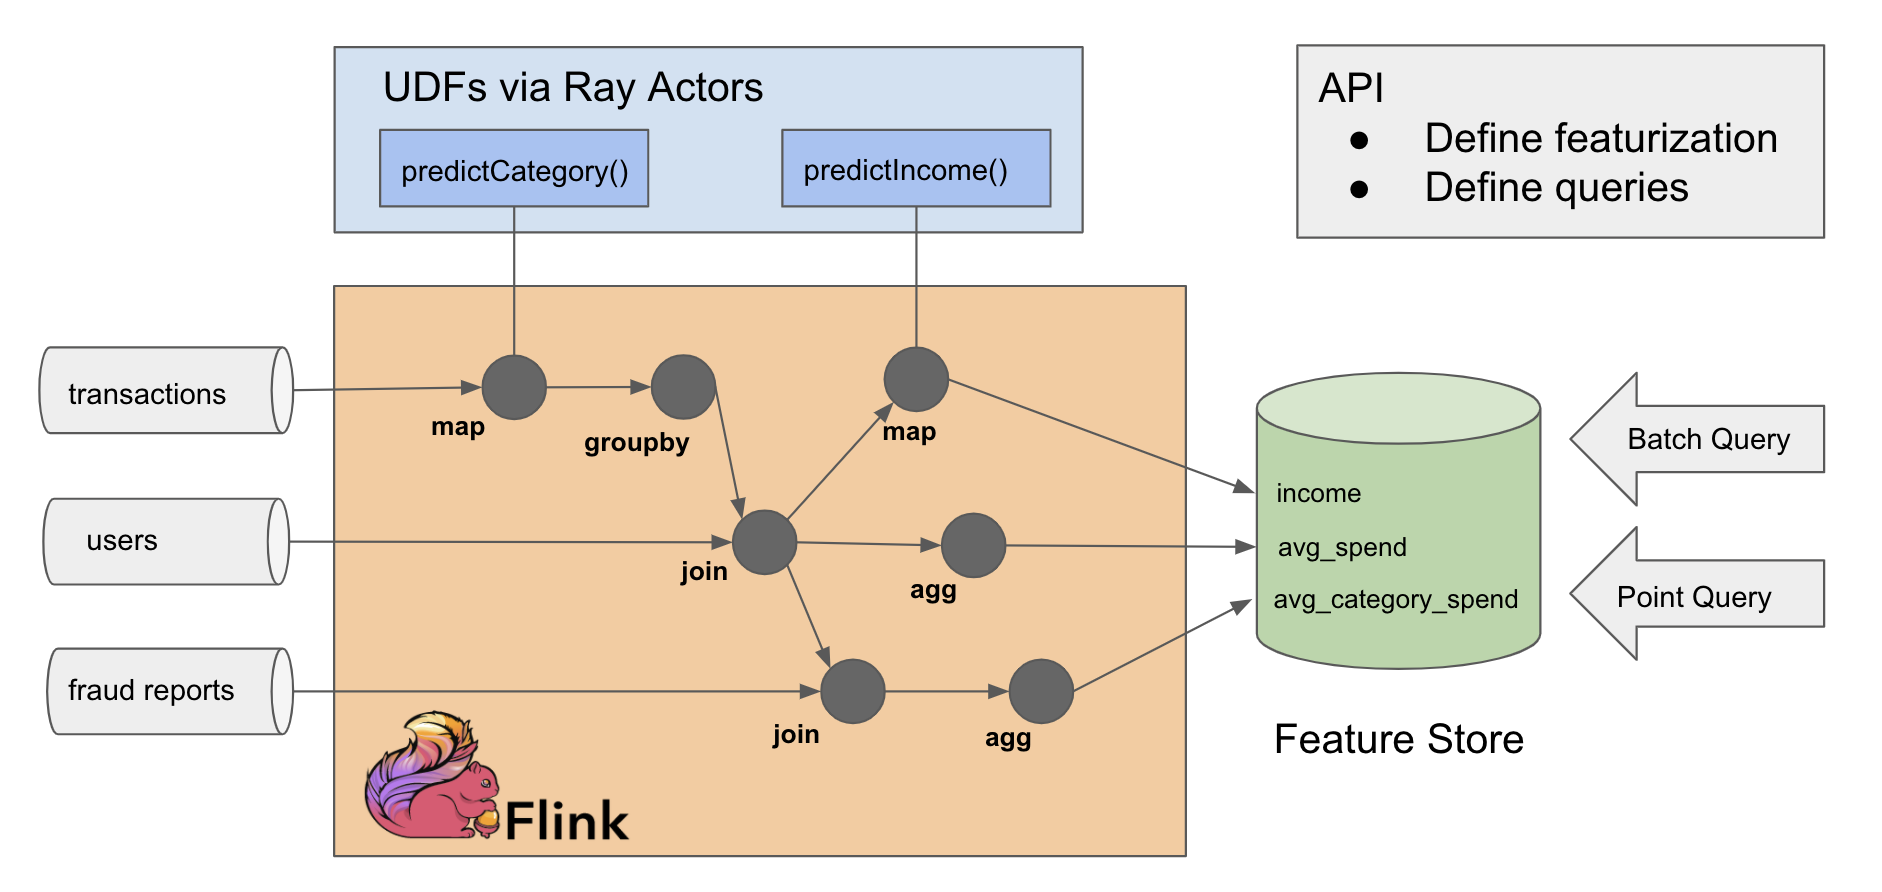 UDFs via Ray Actors
predictCategory()
predictIncome()
API
● Define featurization
● Define queries
transactions
map
groupby
map
users
join
agg
fraud reports
join
agg
Flink
income
avg_spend
avg_category_spend
Feature Store
Batch Query
Point Query